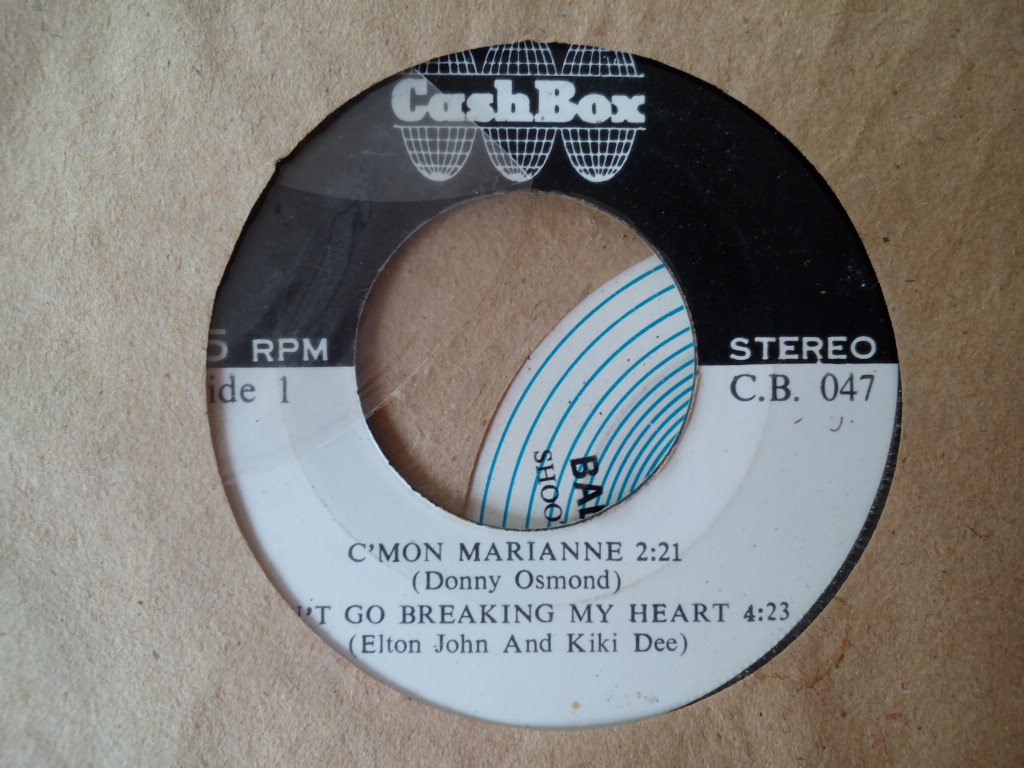 CashBox
5 RPM
STEREO
ide 1
C.B. 047
SHOO
BAL
C'MON MARIANNE 2:21
(Donny Osmond)
'T GO BREAKING MY HEART 4:23
(Elton John And Kiki Dee)